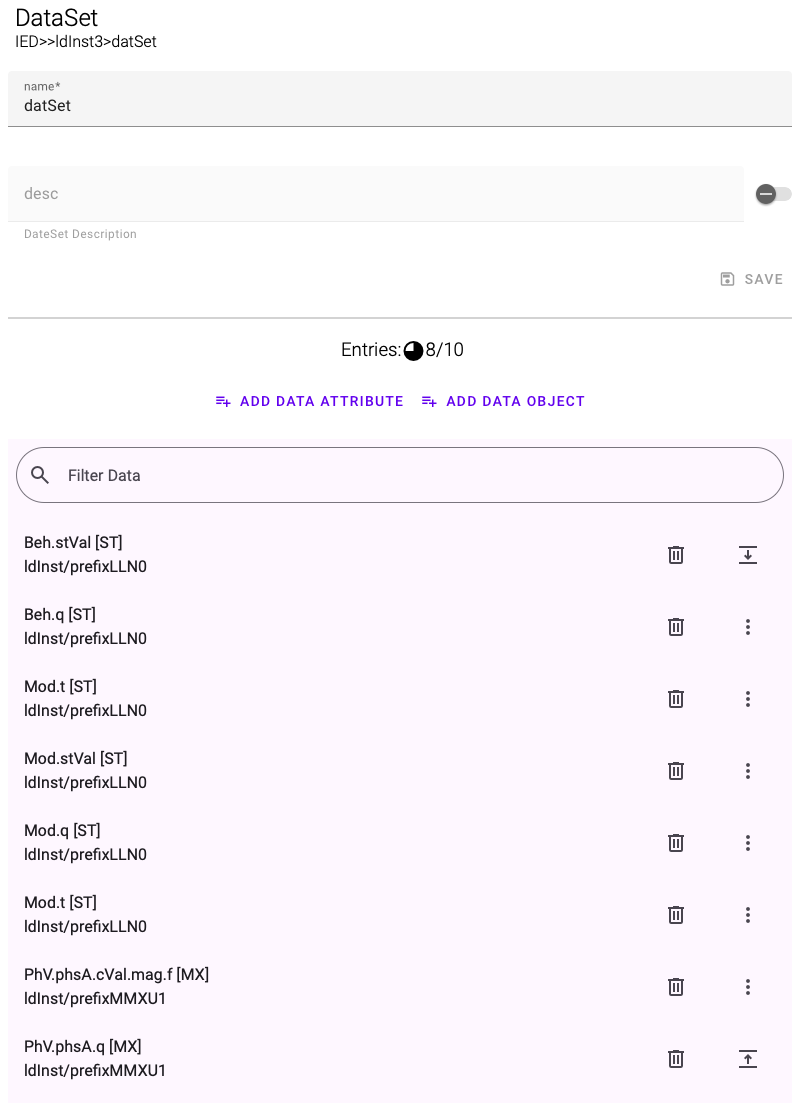 DataSet
IED>>ldInst3>datSet
name*
datSet
desc
DateSet Description
SAVE
Entries: 8/10
ADD DATA ATTRIBUTE ADD DATA OBJECT
Filter Data
Beh.stVal [ST]
ldInst/prefixLLN0
Beh.q [ST]
ldInst/prefixLLN0
Mod.t [ST]
ldInst/prefixLLN0
Mod.stVal [ST]
ldInst/prefixLLN0
Mod.q [ST]
ldInst/prefixLLN0
Mod.t [ST]
ldInst/prefixLLN0
PhV.phsA.cVal.mag.f [MX]
ldInst/prefixMMXU1
PhV.phsA.q [MX]
ldInst/prefixMMXU1